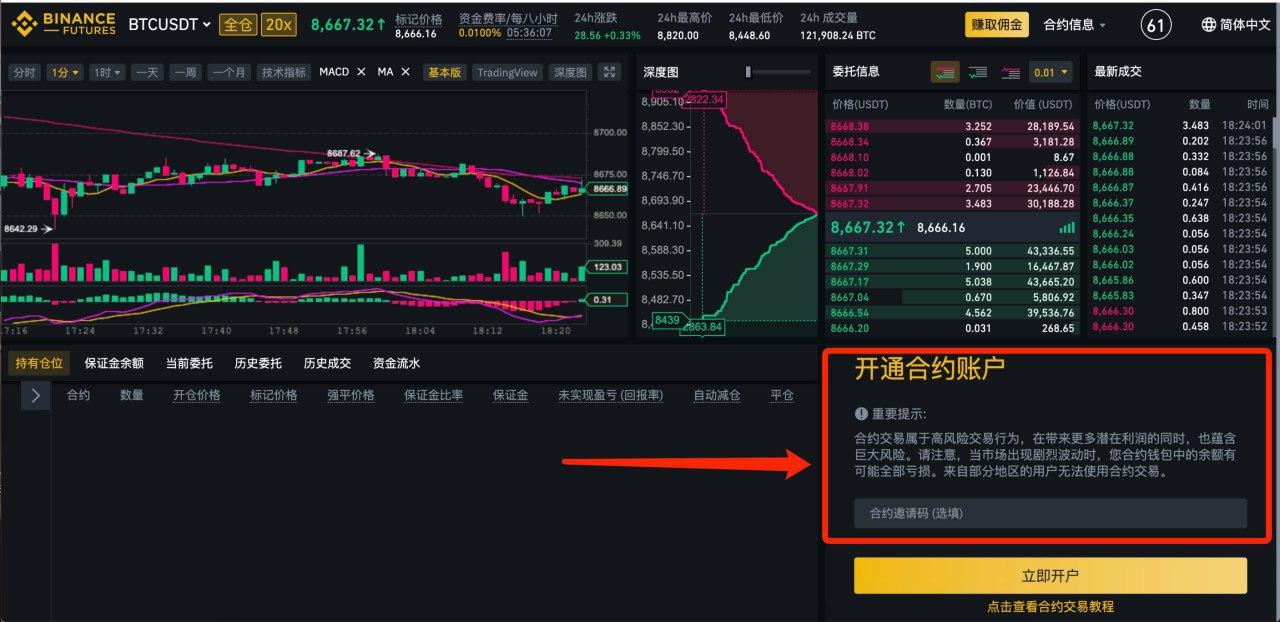 BINANCE
FUTURES
BTCUSDT
全仓
20x
8,667.32↑
标记价格
8,666.16
资金费率/每八小时
0.0100% 05:36:07
24h涨跌
28.56 +0.33%
24h最高价
8,820.00
24h最低价
8,448.60
24h 成交量
121,908.24 BTC
赚取佣金
合约信息
61
简体中文
分时 1分 1时 一天 一周 一个月 技术指标 MACD × MA × 基本版 TradingView 深度图
8700.00
8687.62
8675.00
8666.89
8650.00
8642.29
309.39
123.03
0.31
7:16 17:24 17:32 17:40 17:48 17:56 18:04 18:12 18:20
深度图
2822.34
8,905.10
8,852.30
8,799.50
8,746.70
8,693.90
8,641.10
8,588.30
8,535.50
8,482.70
8439
2863.84
委托信息
0.01
价格(USDT) 数量(BTC) 价值 (USDT)
8668.38 3.252 28,189.54
8668.34 0.367 3,181.28
8668.10 0.001 8.67
8668.02 0.130 1,126.84
8667.91 2.705 23,446.70
8667.32 3.483 30,188.28
8,667.32↑ 8,666.16
8667.31 5.000 43,336.55
8667.29 1.900 16,467.87
8667.17 5.038 43,665.20
8667.04 0.670 5,806.92
8666.54 4.562 39,536.76
8666.20 0.031 268.65
最新成交
价格(USDT) 数量 时间
8,667.32 3.483 18:24:01
8,666.89 0.202 18:23:56
8,666.88 0.332 18:23:56
8,666.88 0.084 18:23:56
8,666.87 0.416 18:23:56
8,666.37 0.247 18:23:54
8,666.35 0.638 18:23:54
8,666.24 0.056 18:23:54
8,666.03 0.056 18:23:54
8,666.02 0.056 18:23:54
8,665.86 0.600 18:23:54
8,665.83 0.347 18:23:54
8,666.30 0.800 18:23:53
8,666.30 0.458 18:23:52
持有仓位 保证金余额 当前委托 历史委托 历史成交 资金流水
合约 数量 开仓价格 标记价格 强平价格 保证金比率 保证金 未实现盈亏 (回报率) 自动减仓 平仓
开通合约账户
重要提示:
合约交易属于高风险交易行为，在带来更多潜在利润的同时，也蕴含
巨大风险。请注意，当市场出现剧烈波动时，您合约钱包中的余额有
可能全部亏损。来自部分地区的用户无法使用合约交易。
合约邀请码 (选填)
立即开户
点击查看合约交易教程